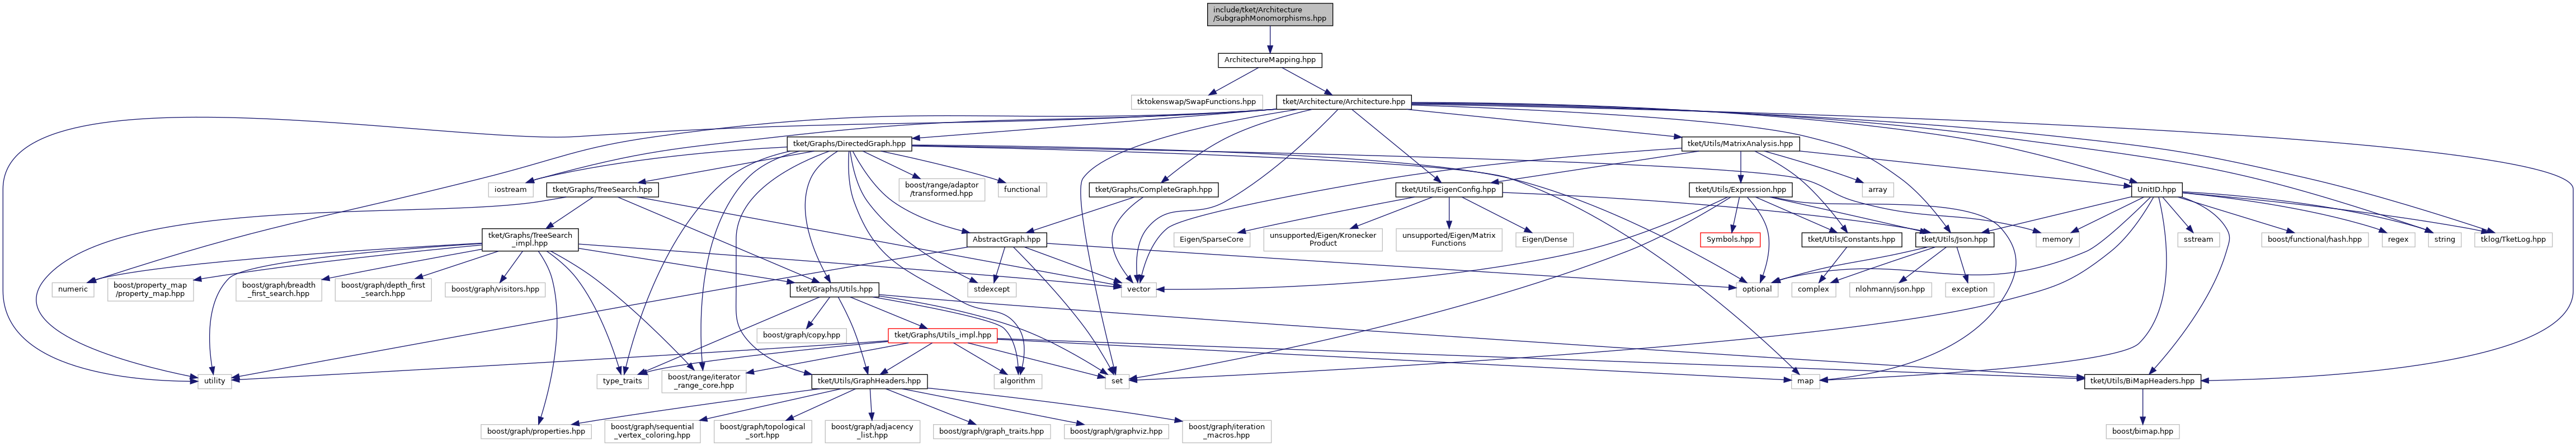 include/tket/Architecture
/SubgraphMonomorphisms.hpp
ArchitectureMapping.hpp
tktokenswap/SwapFunctions.hpp
tket/Architecture/Architecture.hpp
tket/Graphs/DirectedGraph.hpp
tket/Utils/MatrixAnalysis.hpp
iostream
tket/Graphs/TreeSearch.hpp
boost/range/adaptor
/transformed.hpp
functional
tket/Graphs/CompleteGraph.hpp
tket/Utils/EigenConfig.hpp
tket/Utils/Expression.hpp
array
UnitID.hpp
tket/Graphs/TreeSearch
_impl.hpp
AbstractGraph.hpp
Eigen/SparseCore
unsupported/Eigen/Kronecker
Product
unsupported/Eigen/Matrix
Functions
Eigen/Dense
Symbols.hpp
tket/Utils/Constants.hpp
tket/Utils/Json.hpp
memory
sstream
boost/functional/hash.hpp
regex
string
tklog/TketLog.hpp
numeric
boost/property_map
/property_map.hpp
boost/graph/breadth
_first_search.hpp
boost/graph/depth_first
_search.hpp
boost/graph/visitors.hpp
tket/Graphs/Utils.hpp
stdexcept
vector
optional
complex
nlohmann/json.hpp
exception
boost/graph/copy.hpp
tket/Graphs/Utils_impl.hpp
utility
type_traits
boost/range/iterator
_range_core.hpp
tket/Utils/GraphHeaders.hpp
algorithm
set
map
tket/Utils/BiMapHeaders.hpp
boost/graph/properties.hpp
boost/graph/sequential
_vertex_coloring.hpp
boost/graph/topological
_sort.hpp
boost/graph/adjacency
_list.hpp
boost/graph/graph_traits.hpp
boost/graph/graphviz.hpp
boost/graph/iteration
_macros.hpp
boost/bimap.hpp